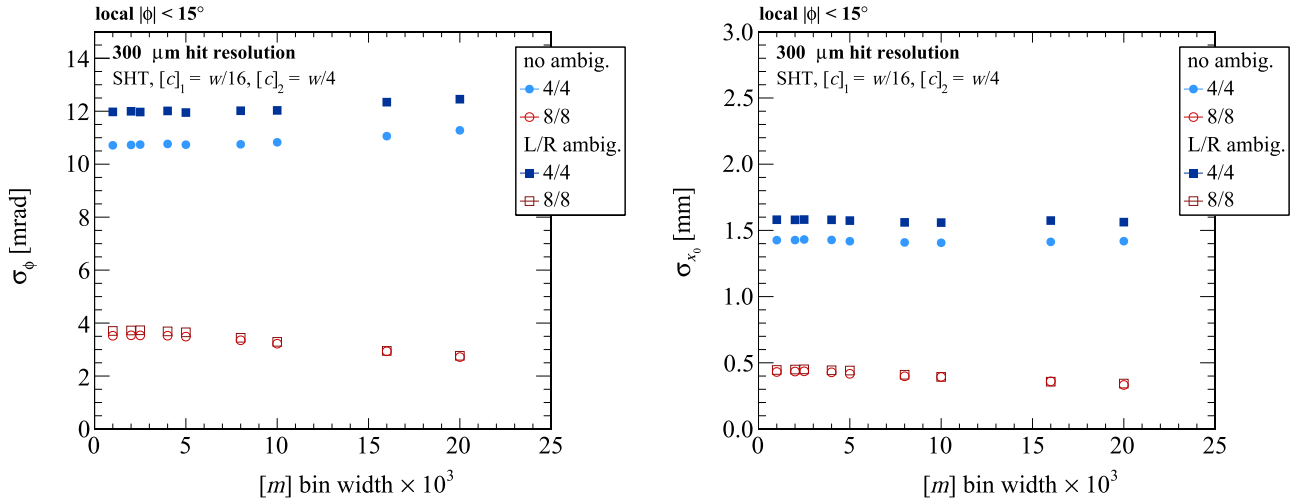 local |ϕ| < 15°
300 μm hit resolution
SHT, [c]₁ = w/16, [c]₂ = w/4
no ambig.
4/4
8/8
L/R ambig.
4/4
8/8
σϕ [mrad]
14
12
10
8
6
4
2
0
0 5 10 15 20 25
[m] bin width × 10³
local |ϕ| < 15°
300 μm hit resolution
SHT, [c]₁ = w/16, [c]₂ = w/4
no ambig.
4/4
8/8
L/R ambig.
4/4
8/8
σx₀ [mm]
3.0
2.5
2.0
1.5
1.0
0.5
0.0
0 5 10 15 20 25
[m] bin width × 10³